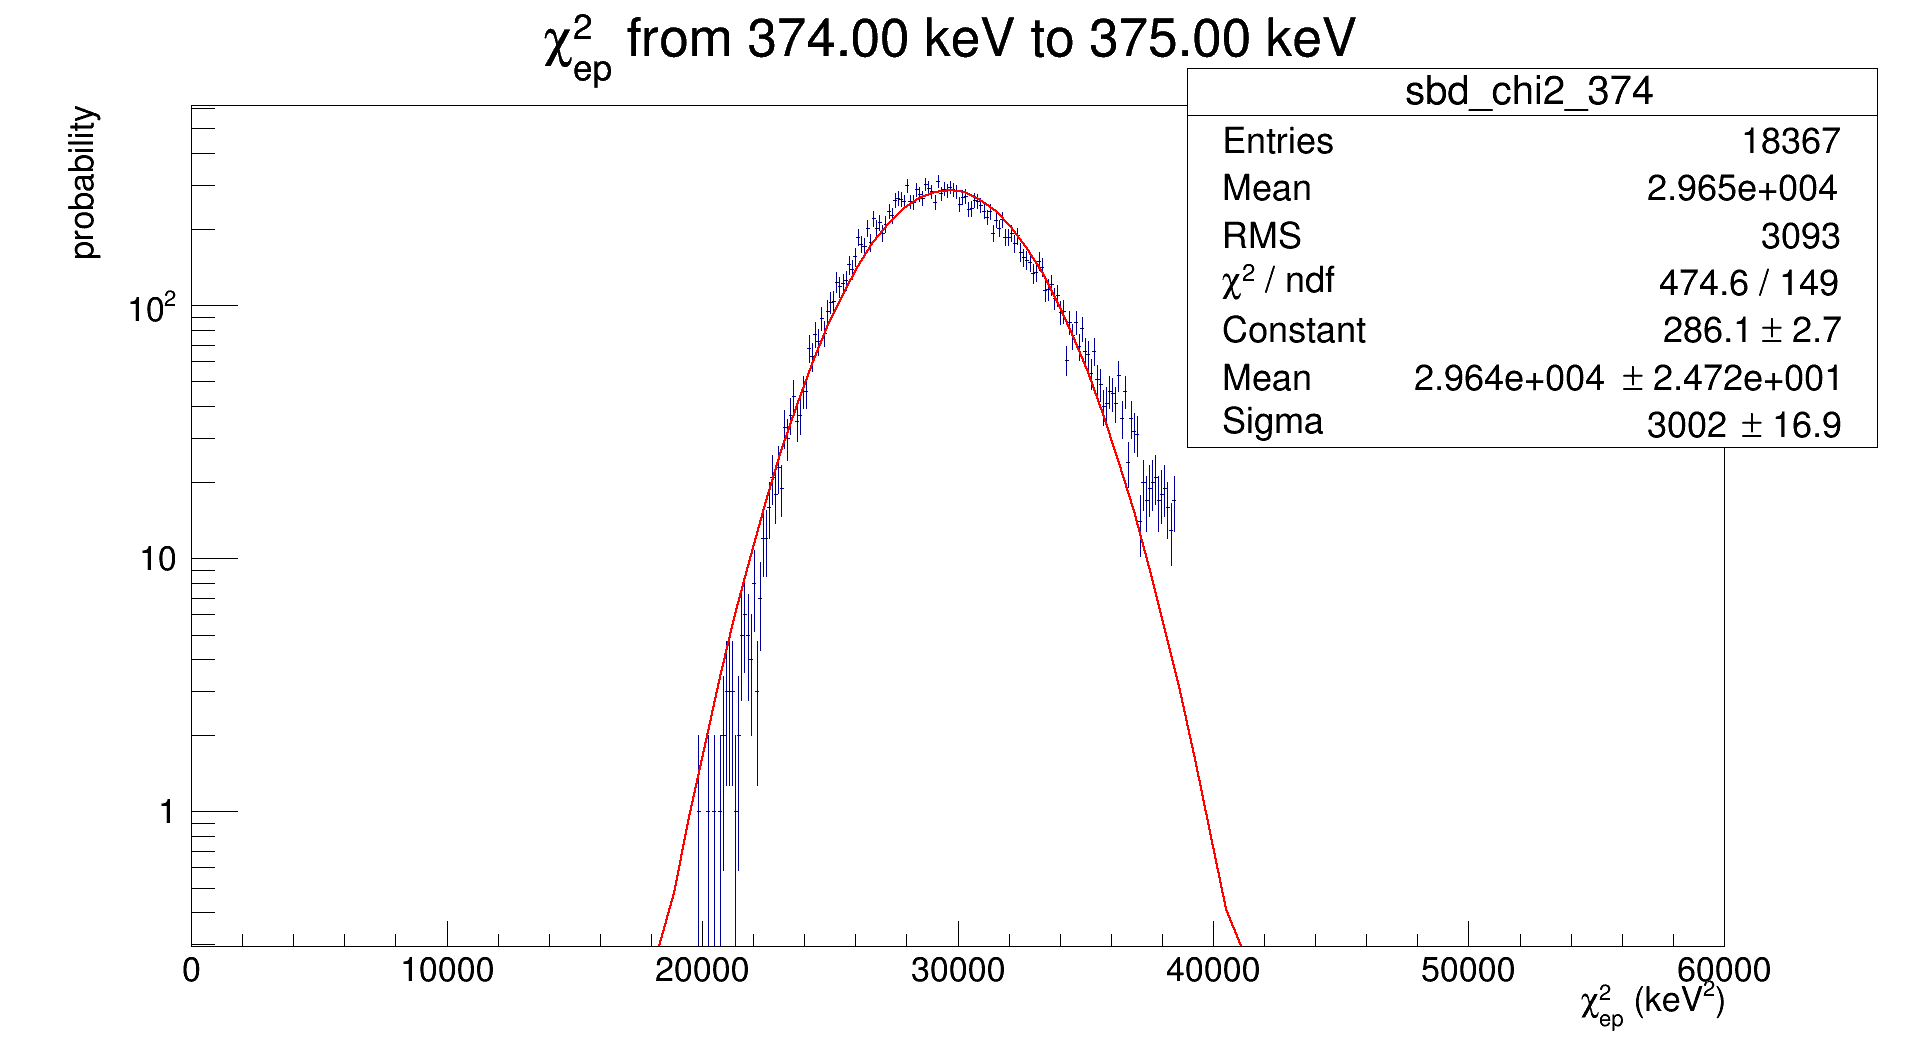 χ²ep from 374.00 keV to 375.00 keV
sbd_chi2_374
Entries 18367
Mean 2.965e+004
RMS 3093
χ² / ndf 474.6 / 149
Constant 286.1 ± 2.7
Mean 2.964e+004 ± 2.472e+001
Sigma 3002 ± 16.9
probability
10²
10
1
0 10000 20000 30000 40000 50000 60000
χ²ep (keV²)